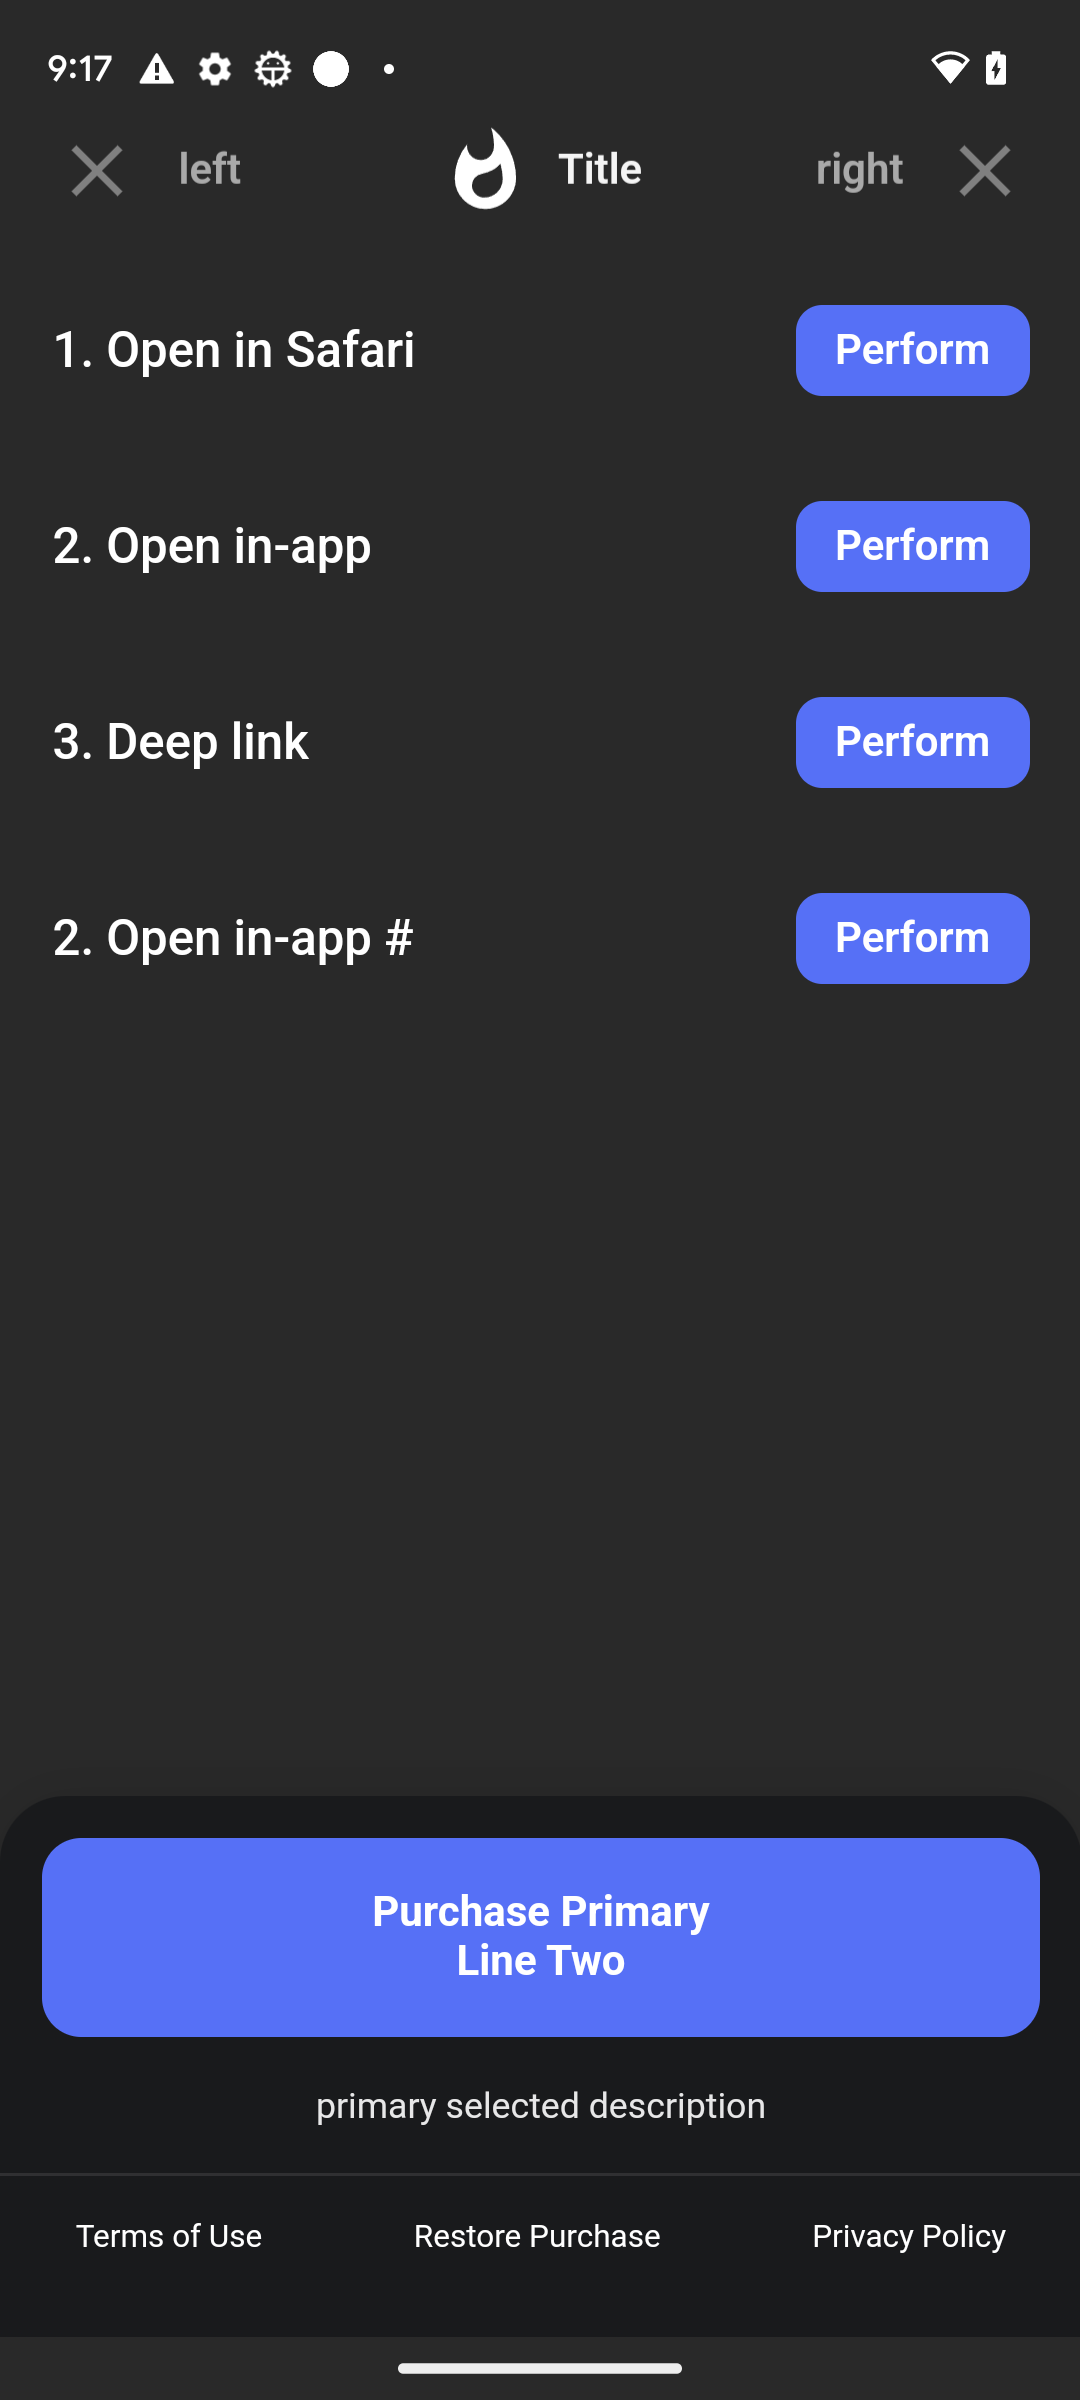 9:17
left
Title
right
1. Open in Safari
Perform
2. Open in-app
Perform
3. Deep link
Perform
2. Open in-app #
Perform
Purchase Primary
Line Two
primary selected description
Terms of Use
Restore Purchase
Privacy Policy